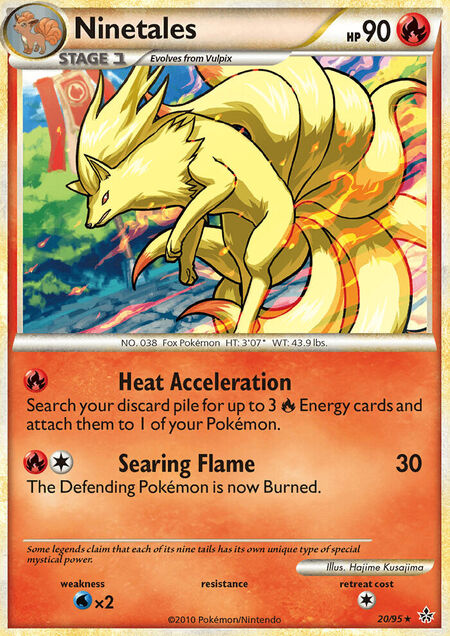 Ninetales HP 90
STAGE 1 Evolves from Vulpix
NO. 038 Fox Pokémon HT: 3'07" WT: 43.9 lbs.
Heat Acceleration
Search your discard pile for up to 3 Energy cards and
attach them to 1 of your Pokémon.
Searing Flame 30
The Defending Pokémon is now Burned.
Some legends claim that each of its nine tails has its own unique type of special
mystical power.
Illus. Hajime Kusajima
weakness resistance retreat cost
×2
20/95 ★
©2010 Pokémon/Nintendo